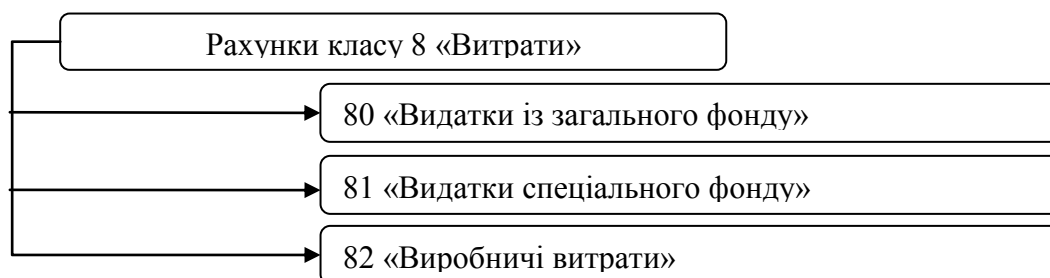 Рахунки класу 8 «Витрати»
80 «Видатки із загального фонду»
81 «Видатки спеціального фонду»
82 «Виробничі витрати»